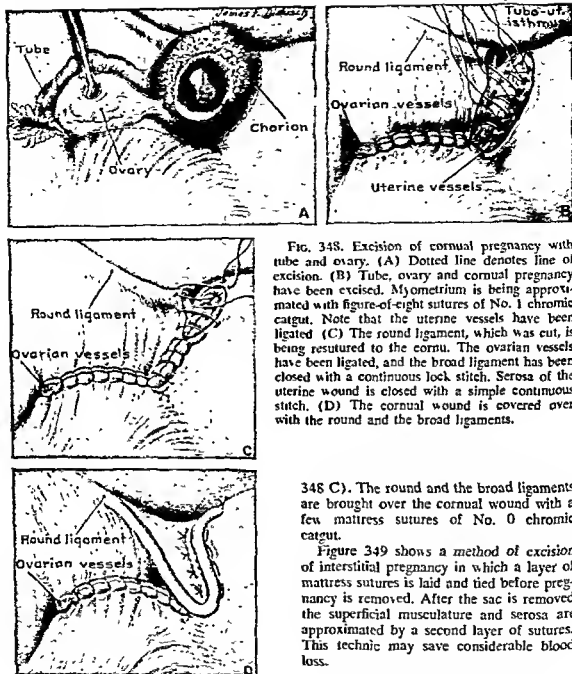 James F. Didusch
Tube
Ovary
Chorion
A
Tubo-ut.
isthmus
Round ligament
Ovarian vessels
Uterine vessels
B
Round ligament
Ovarian vessels
C
Round ligament
Ovarian vessels
D
FIG. 348. Excision of cornual pregnancy with
tube and ovary. (A) Dotted line denotes line of
excision. (B) Tube, ovary and cornual pregnancy
have been excised. Myometrium is being approxi-
mated with figure-of-eight sutures of No. 1 chromic
catgut. Note that the uterine vessels have been
ligated (C) The round ligament, which was cut, is
being resutured to the cornu. The ovarian vessels
have been ligated, and the broad ligament has been
closed with a continuous lock stitch. Serosa of the
uterine wound is closed with a simple continuous
stitch. (D) The cornual wound is covered over
with the round and the broad ligaments.
348 C). The round and the broad ligaments
are brought over the cornual wound with a
few mattress sutures of No. 0 chromic
catgut.
Figure 349 shows a method of excision
of interstitial pregnancy in which a layer of
mattress sutures is laid and tied before preg-
nancy is removed. After the sac is removed
the superficial musculature and serosa are
approximated by a second layer of sutures.
This technic may save considerable blood
loss.